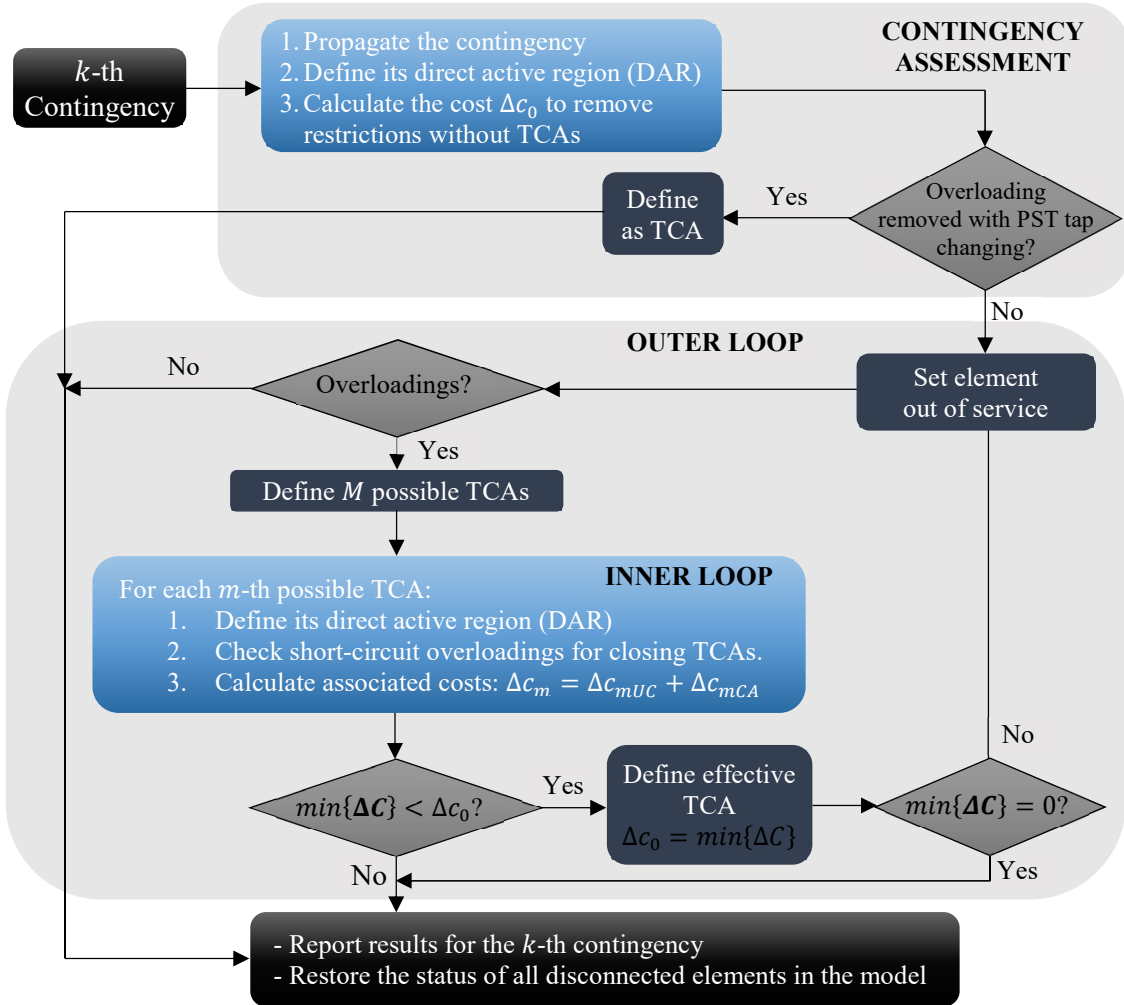 k-th
Contingency
1. Propagate the contingency
2. Define its direct active region (DAR)
3. Calculate the cost Δc₀ to remove
restrictions without TCAs
CONTINGENCY
ASSESSMENT
Overloading
removed with PST tap
changing?
Yes
Define
as TCA
No
OUTER LOOP
Set element
out of service
Overloadings?
No
Yes
Define M possible TCAs
INNER LOOP
For each m-th possible TCA:
1. Define its direct active region (DAR)
2. Check short-circuit overloadings for closing TCAs.
3. Calculate associated costs: Δc_{mUC} + Δc_{mCA} = Δc_m
min{ΔC} < Δc₀?
Yes
Define effective
TCA
Δc₀ = min{ΔC}
min{ΔC} = 0?
No
Yes
No
- Report results for the k-th contingency
- Restore the status of all disconnected elements in the model